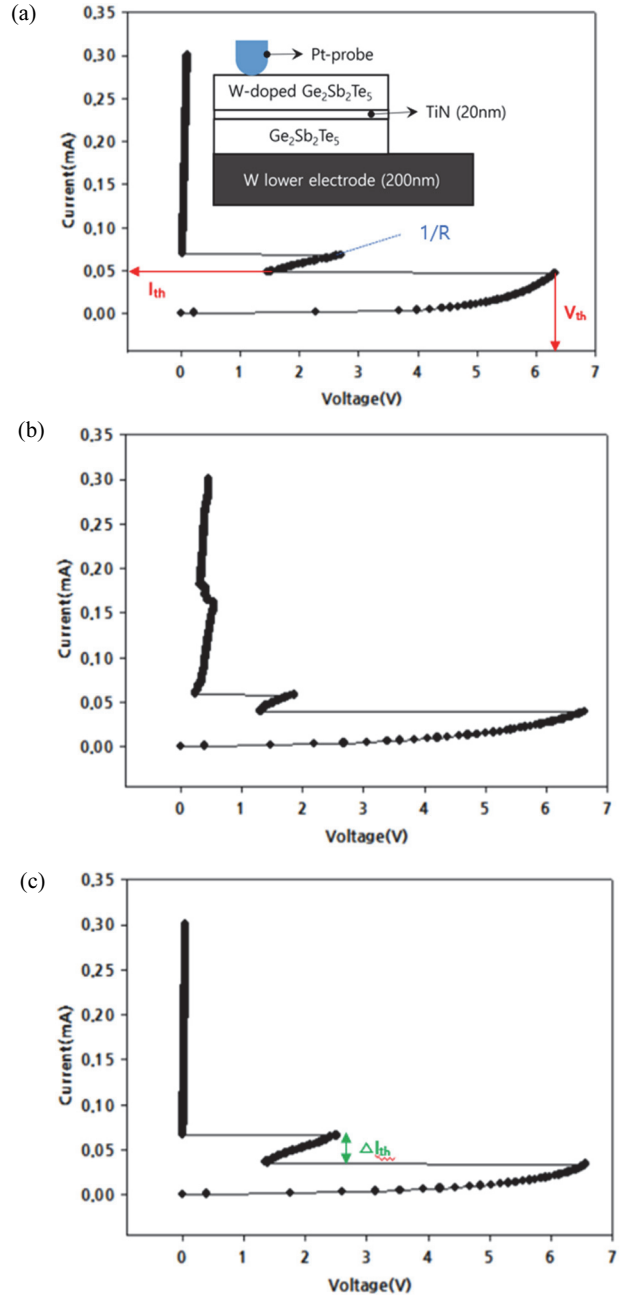 (a)
0,35
0,30
0,25
0,20
0,15
0,10
0,05
0,00
Current(mA)
Pt-probe
W-doped Ge₂Sb₂Te₅
TiN (20nm)
Ge₂Sb₂Te₅
W lower electrode (200nm)
1/R
Ith
Vth
0 1 2 3 4 5 6 7
Voltage(V)
(b)
0,35
0,30
0,25
0,20
0,15
0,10
0,05
0,00
Current(mA)
0 1 2 3 4 5 6 7
Voltage(V)
(c)
0,35
0,30
0,25
0,20
0,15
0,10
0,05
0,00
Current(mA)
△Ith
0 1 2 3 4 5 6 7
Voltage(V)